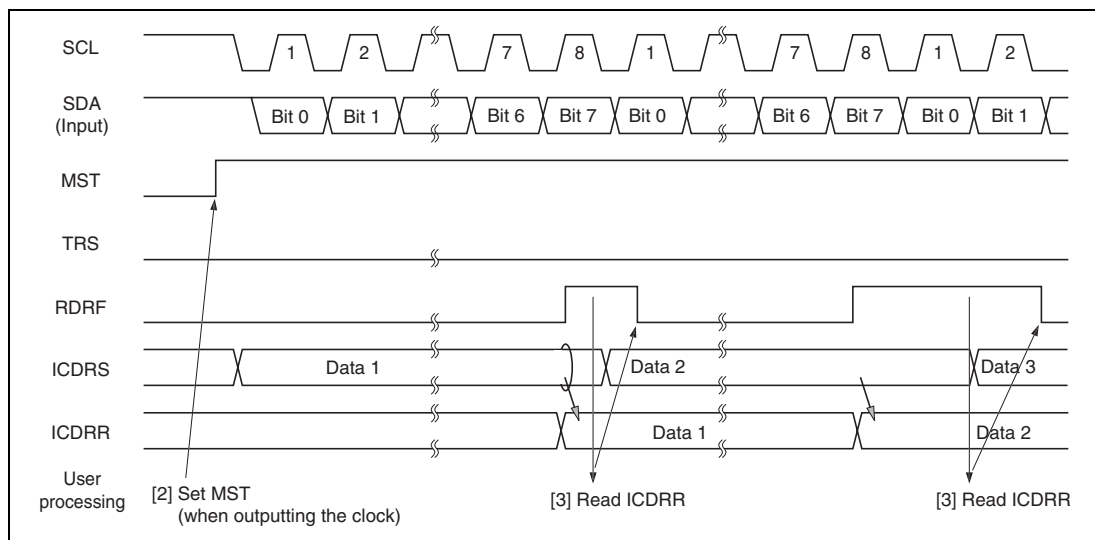 SCL 1 2 7 8 1 7 8 1 2
SDA
(Input) Bit 0 Bit 1 Bit 6 Bit 7 Bit 0 Bit 6 Bit 7 Bit 0 Bit 1
MST
TRS
RDRF
ICDRS Data 1 Data 2 Data 3
ICDRR Data 1 Data 2
User
processing
[2] Set MST
(when outputting the clock)
[3] Read ICDRR
[3] Read ICDRR